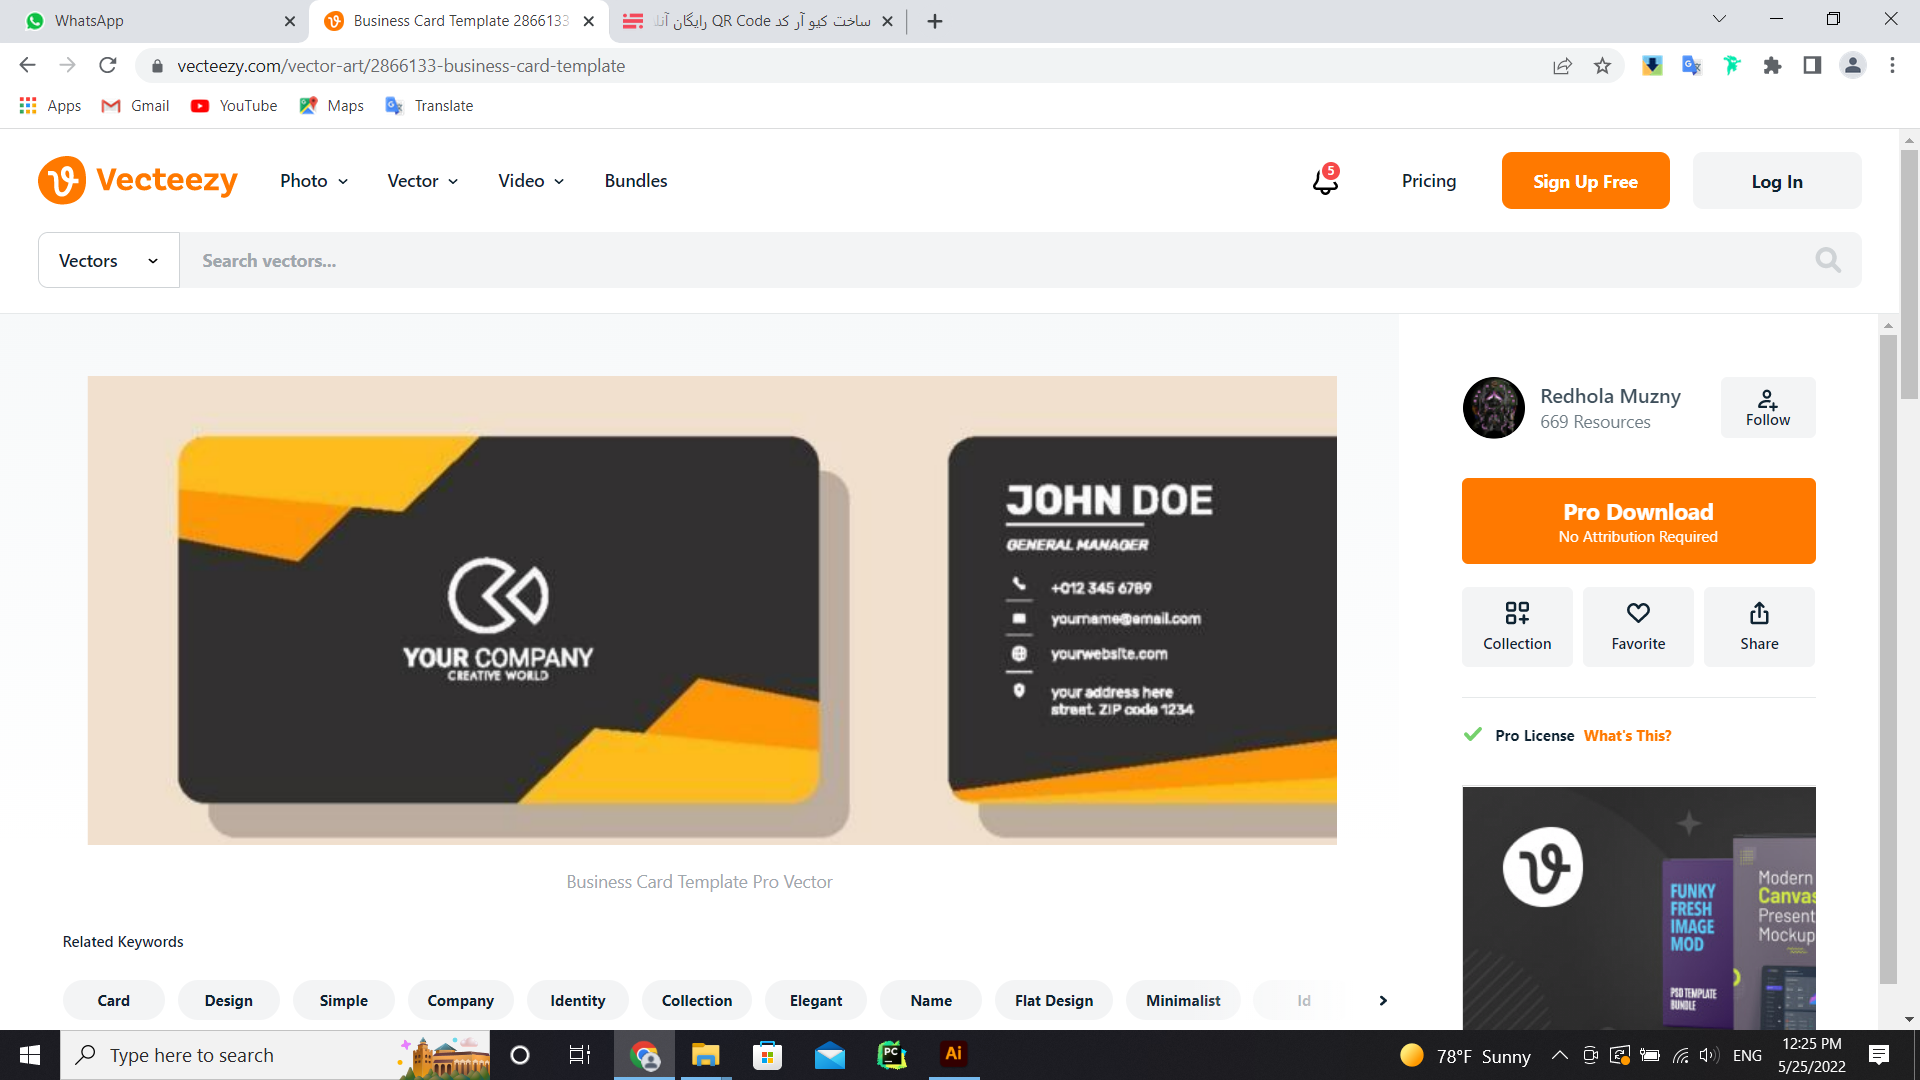 WhatsApp
Business Card Template 2866133
ساخت کیو آر کد QR Code رایگان آنل
vecteezy.com/vector-art/2866133-business-card-template
Apps
Gmail
YouTube
Maps
Translate
Vecteezy
Photo
Vector
Video
Bundles
5
Pricing
Sign Up Free
Log In
Vectors
Search vectors...
YOUR COMPANY
CREATIVE WORLD
JOHN DOE
GENERAL MANAGER
+012 345 6789
yourname@email.com
yourwebsite.com
your address here
street. ZIP code 1234
Redhola Muzny
669 Resources
Follow
Pro Download
No Attribution Required
Collection
Favorite
Share
Pro License What's This?
FUNKY
FRESH
IMAGE
MOD
PSD TEMPLATE
BUNDLE
Modern
Canvas
Present
Mockup
Business Card Template Pro Vector
Related Keywords
Card
Design
Simple
Company
Identity
Collection
Elegant
Name
Flat Design
Minimalist
Id
Type here to search
PC
Ai
78°F Sunny
ENG
12:25 PM
5/25/2022